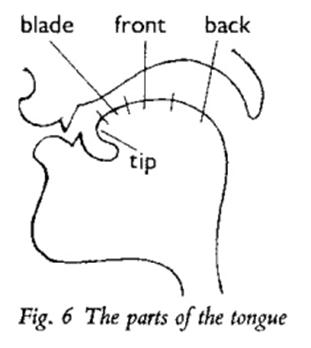 blade front back
tip
Fig. 6 The parts of the tongue